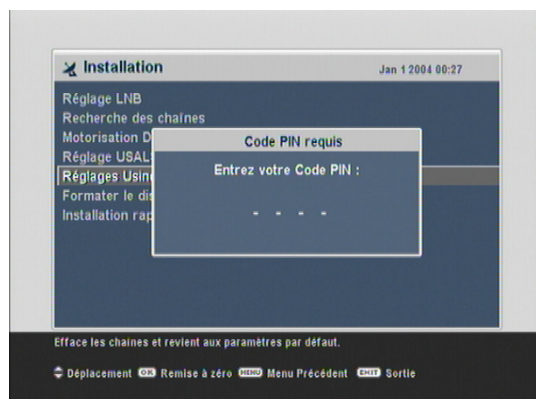 Installation
Jan 1 2004 00:27
Réglage LNB
Recherche des chaînes
Motorisation D
Réglage USAL
Réglages Usin
Formater le dis
Installation rap
Code PIN requis
Entrez votre Code PIN :
- - - -
Efface les chaines et revient aux paramètres par défaut.
Déplacement OK Remise à zéro MENU Menu Précédent EXIT Sortie